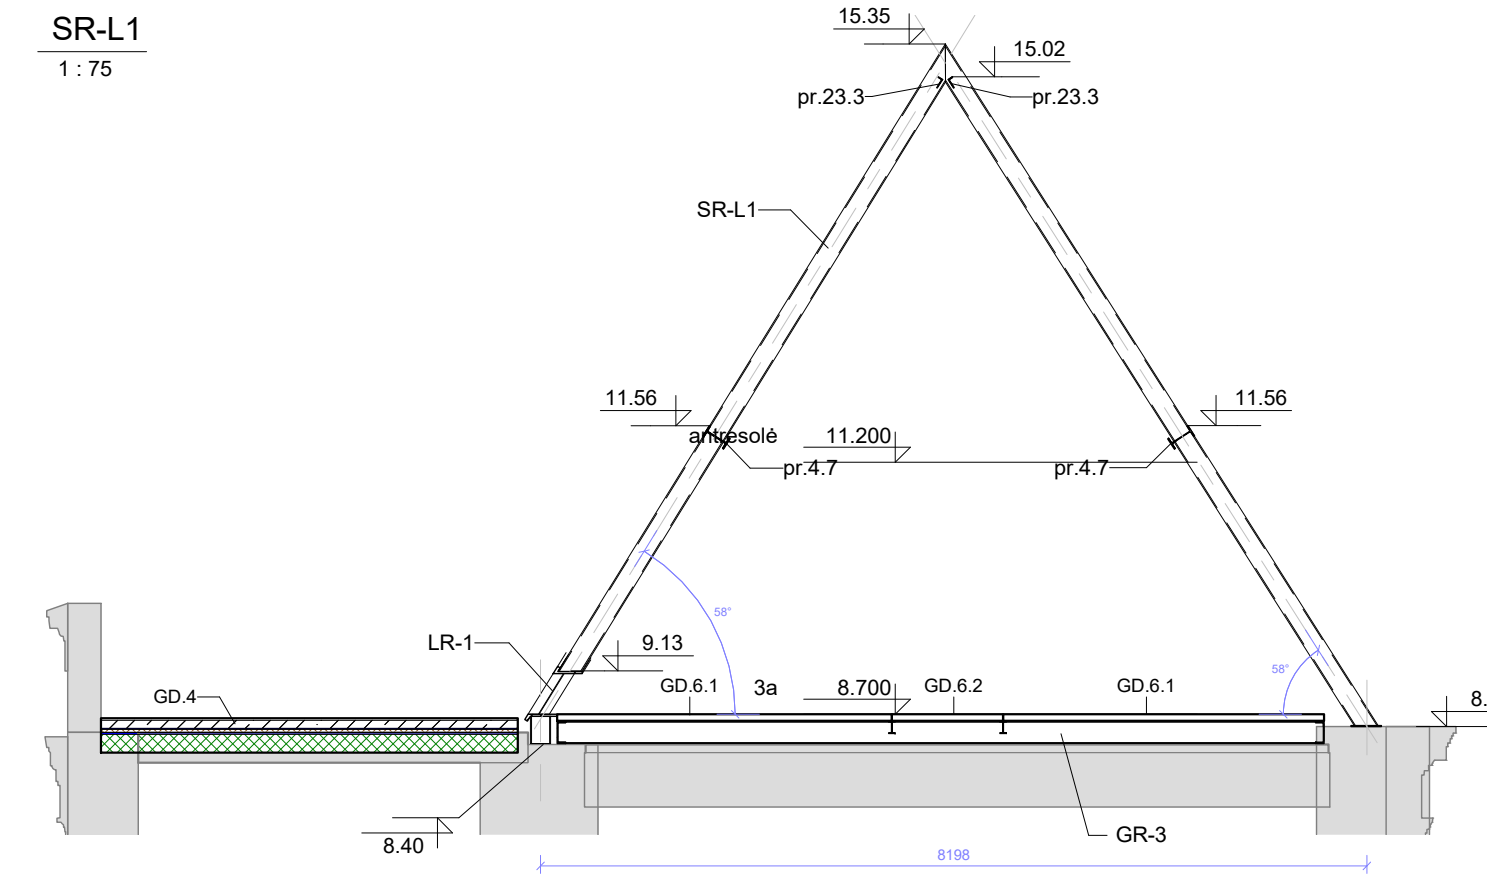 SR-L1
1 : 75
15.35
15.02
pr.23.3
pr.23.3
SR-L1
11.56
11.56
antresolė
11.200
pr.4.7
pr.4.7
58°
LR-1
9.13
58°
GD.4
GD.6.1
3a
8.700
GD.6.2
GD.6.1
8.
8.40
GR-3
8198